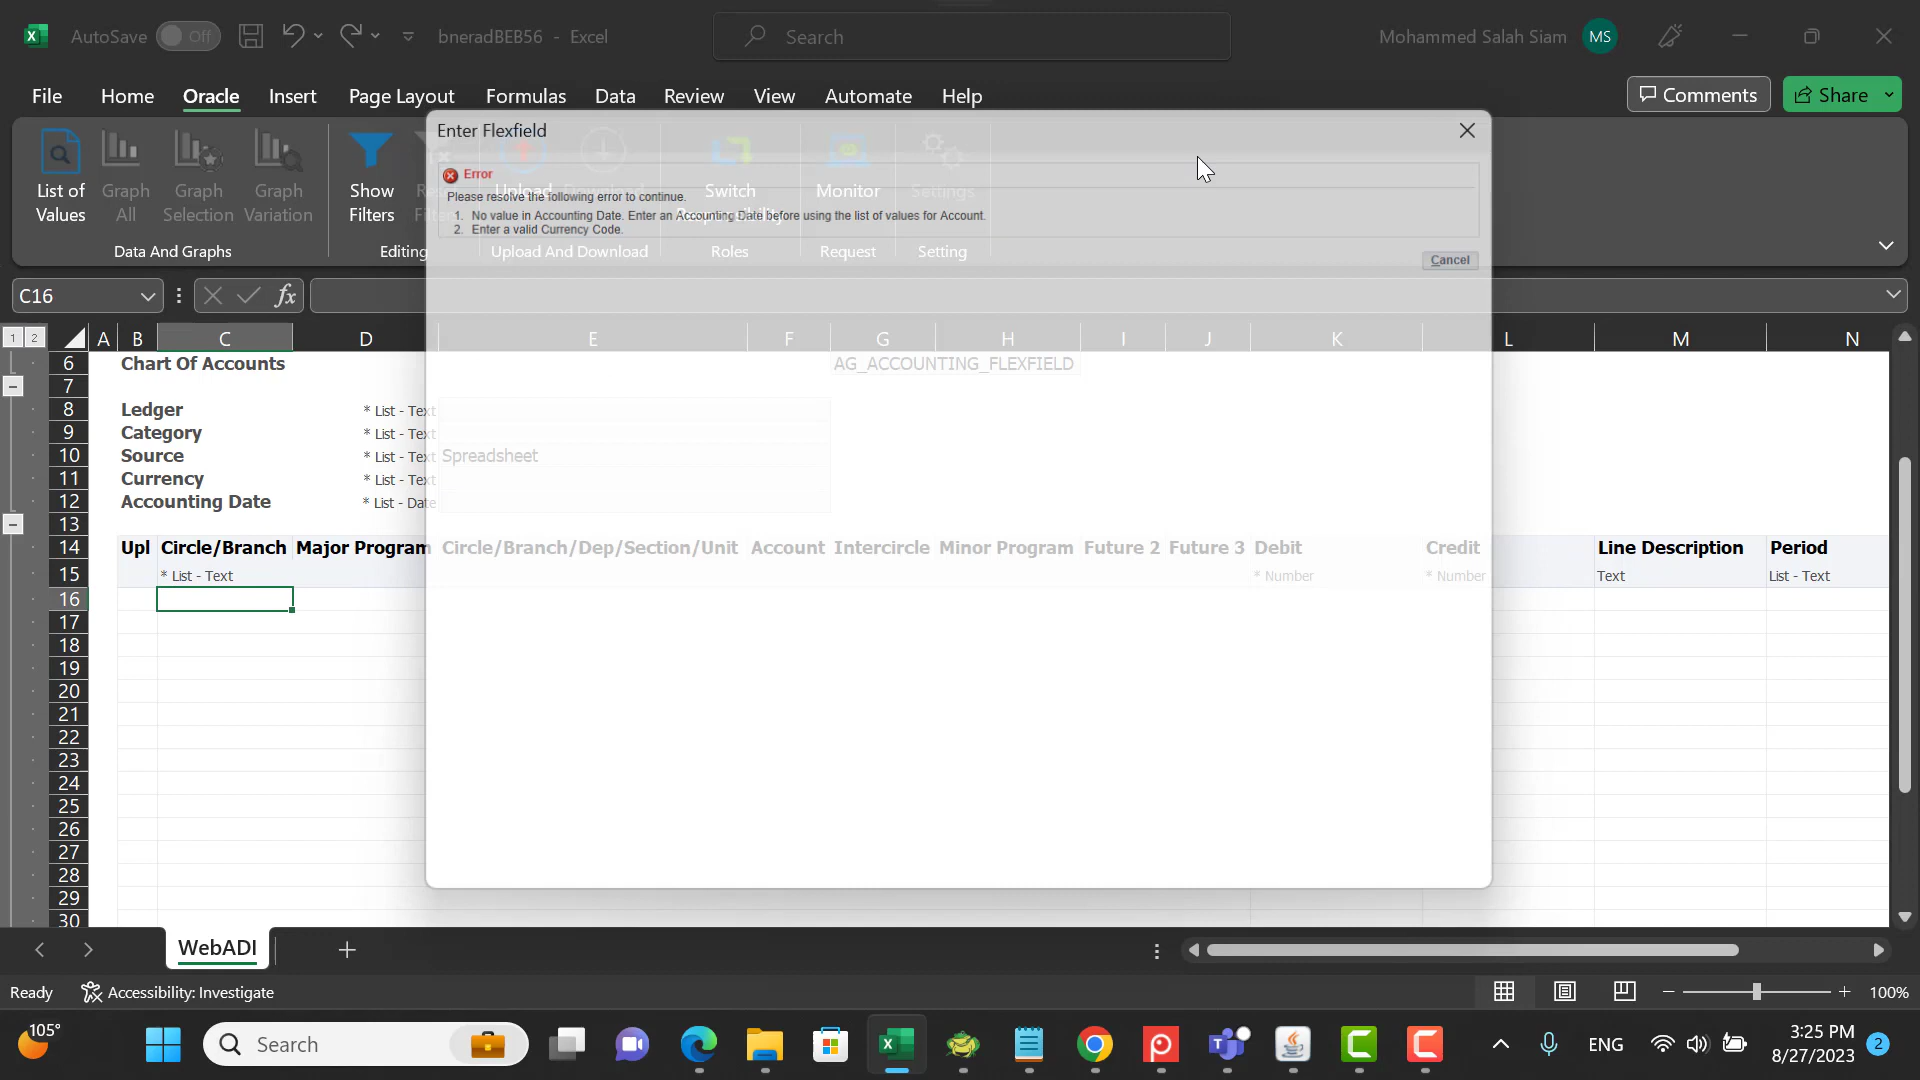 AutoSave Off bneradBEB56 - Excel Search Mohammed Salah Siam MS
File Home Oracle Insert Page Layout Formulas Data Review View Automate Help Comments Share
Enter Flexfield
Error
Please resolve the following error to continue.
1. No value in Accounting Date. Enter an Accounting Date before using the list of values for Account.
2. Enter a valid Currency Code.
Cancel
List of Values
Graph All
Graph Selection
Graph Variation
Show Filters
Upload
Download
Switch
Monitor
Settings
Data And Graphs Editing Upload And Download Roles Request Setting
C16 fx
1 2 A B C D E F G H I J K L M N
6 Chart Of Accounts AG_ACCOUNTING_FLEXFIELD
7
8 Ledger * List - Text
9 Category * List - Text
10 Source * List - Text Spreadsheet
11 Currency * List - Text
12 Accounting Date * List - Date
13
14 Upl Circle/Branch Major Program Circle/Branch/Dep/Section/Unit Account Intercircle Minor Program Future 2 Future 3 Debit Credit Line Description Period
15 * List - Text * Number * Number Text List - Text
16
17
18
19
20
21
22
23
24
25
26
27
28
29
30
WebADI
Ready Accessibility: Investigate 100%
105° Search ENG 3:25 PM 2
8/27/2023